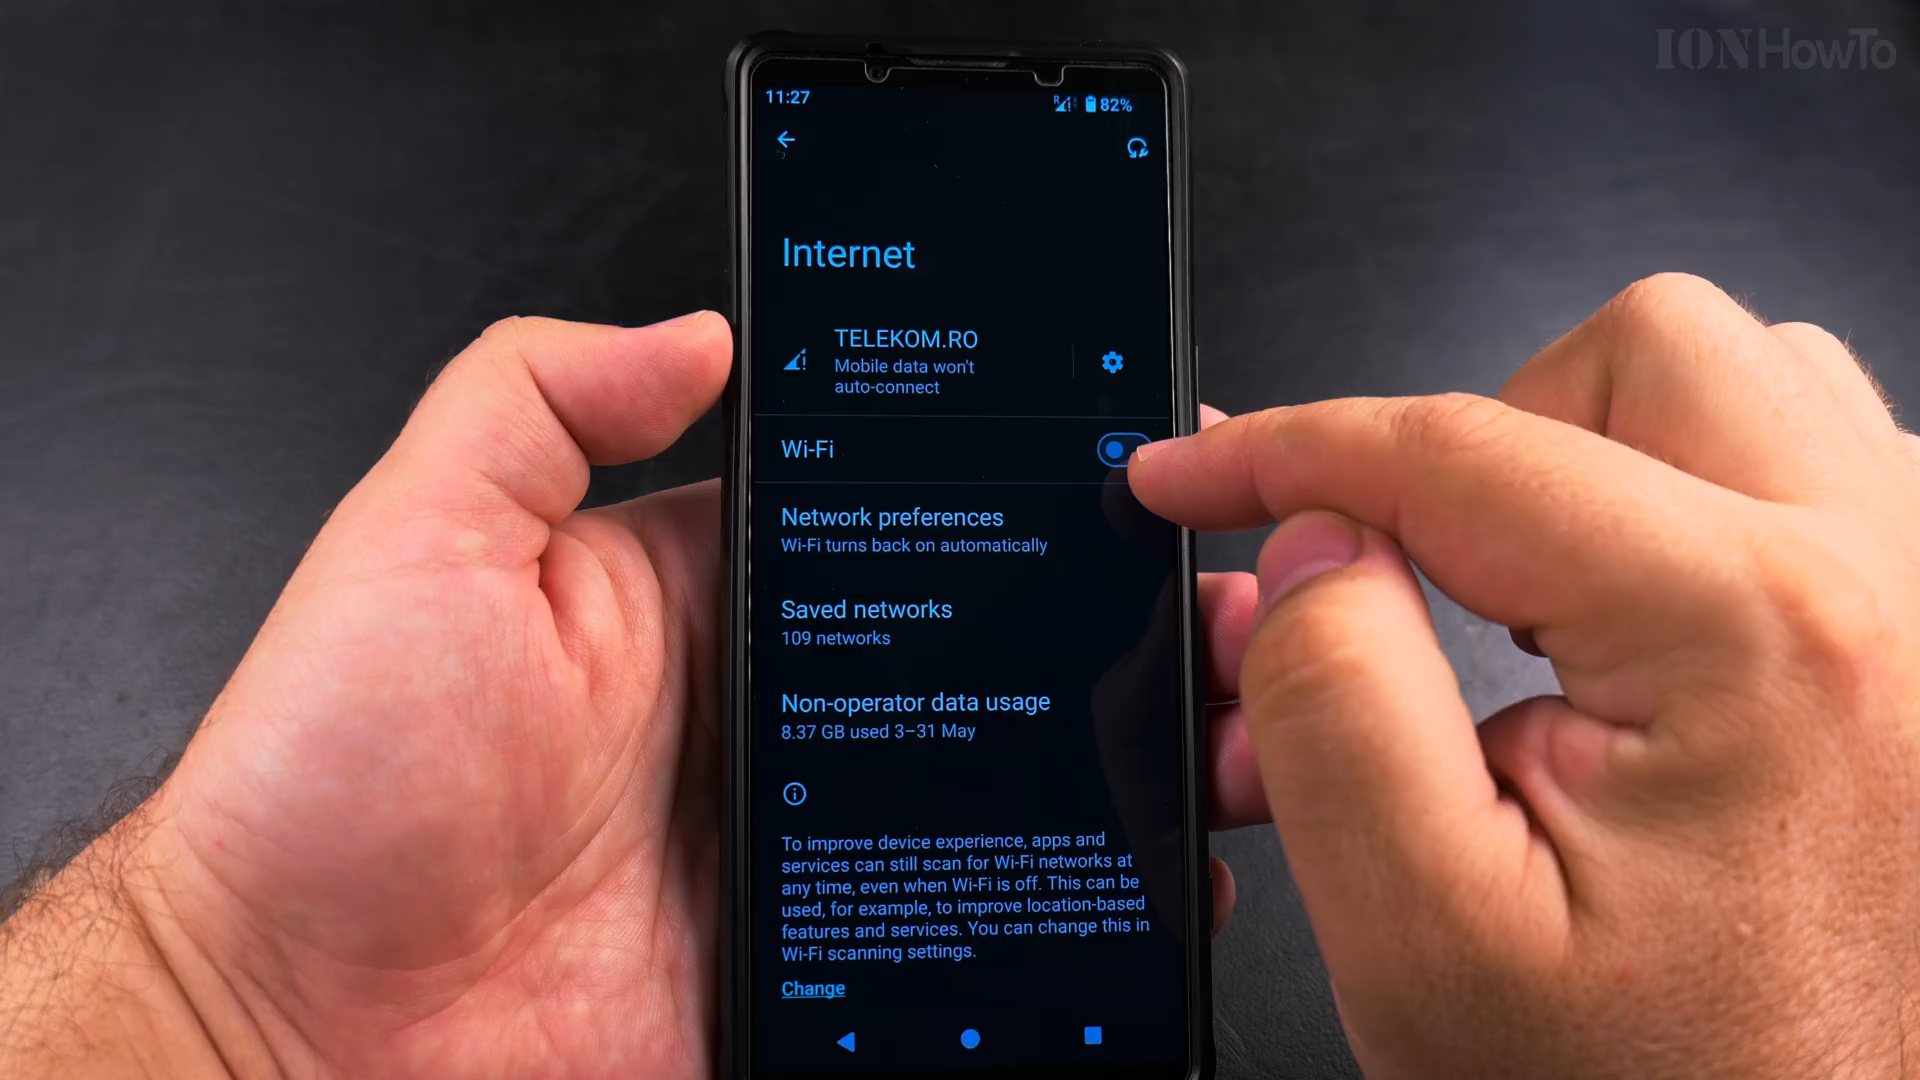 IONHowTo
11:27
R
82%
Internet
TELEKOM.RO
Mobile data won't
auto-connect
Wi-Fi
Network preferences
Wi-Fi turns back on automatically
Saved networks
109 networks
Non-operator data usage
8.37 GB used 3–31 May
To improve device experience, apps and
services can still scan for Wi-Fi networks at
any time, even when Wi-Fi is off. This can be
used, for example, to improve location-based
features and services. You can change this in
Wi-Fi scanning settings.
Change